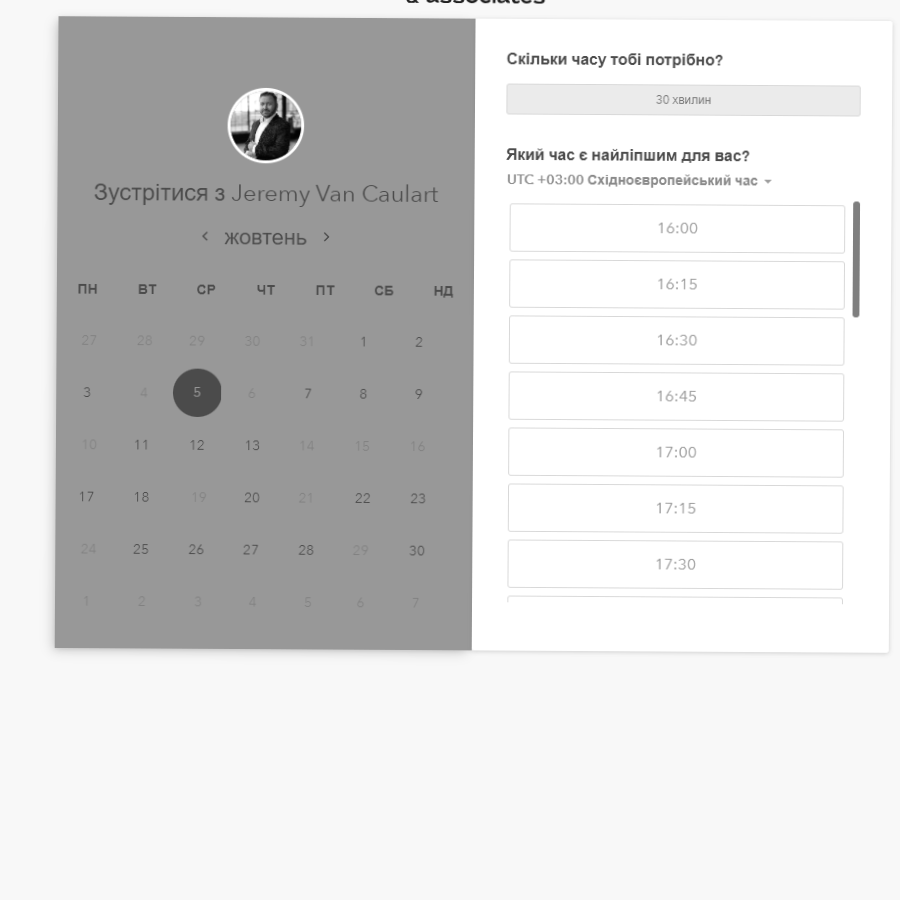 & associates
Зустрітися з Jeremy Van Caulart
жовтень
ПН ВТ СР ЧТ ПТ СБ НД
27 28 29 30 31 1 2
3 4 5 6 7 8 9
10 11 12 13 14 15 16
17 18 19 20 21 22 23
24 25 26 27 28 29 30
1 2 3 4 5 6 7
Скільки часу тобі потрібно?
30 хвилин
Який час є найліпшим для вас?
UTC +03:00 Східноєвропейський час
16:00
16:15
16:30
16:45
17:00
17:15
17:30